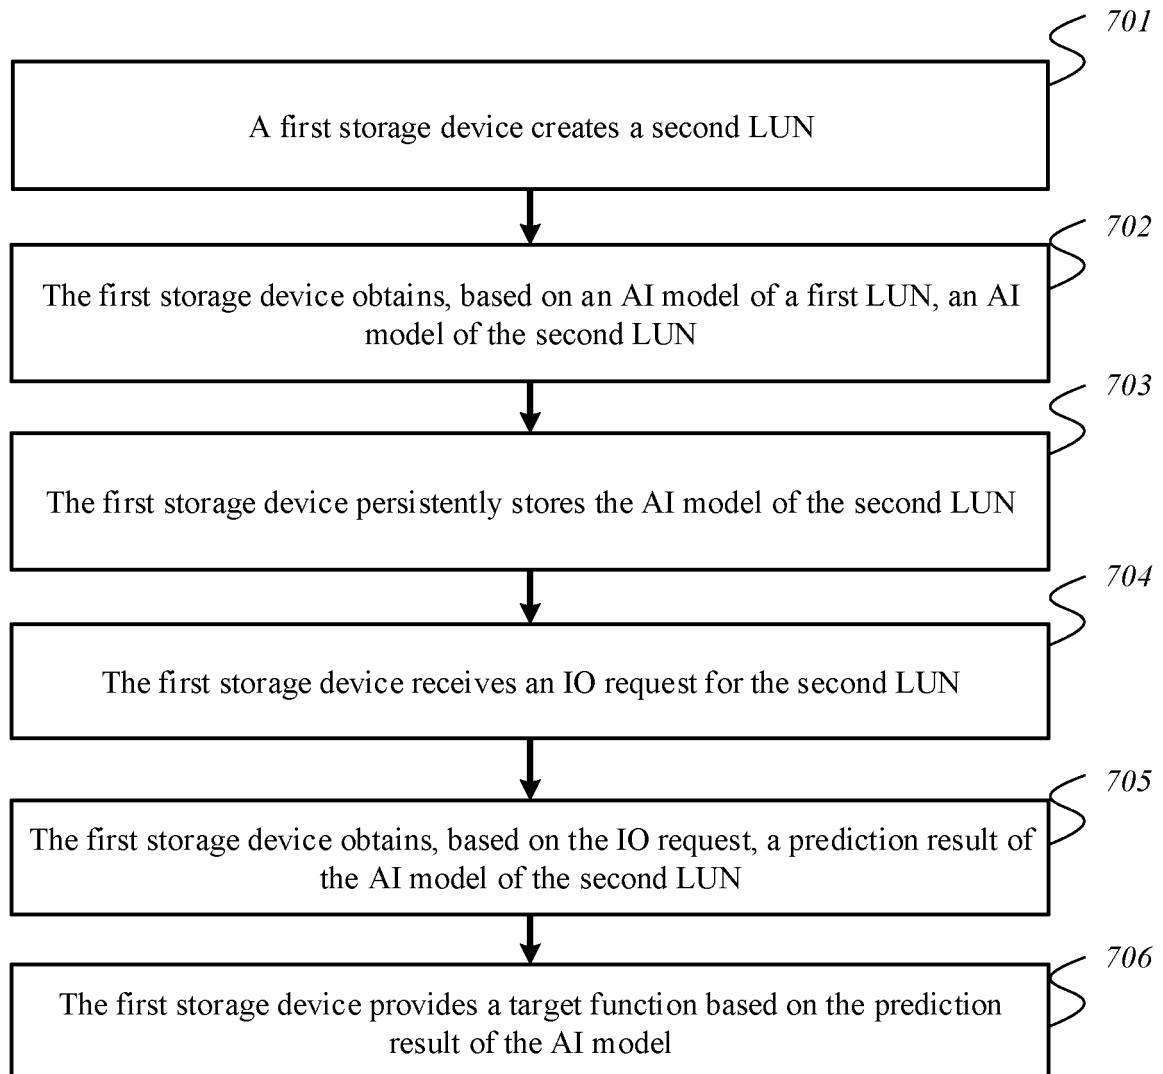 701
A first storage device creates a second LUN
702
The first storage device obtains, based on an AI model of a first LUN, an AI
model of the second LUN
703
The first storage device persistently stores the AI model of the second LUN
704
The first storage device receives an IO request for the second LUN
705
The first storage device obtains, based on the IO request, a prediction result of
the AI model of the second LUN
706
The first storage device provides a target function based on the prediction
result of the AI model